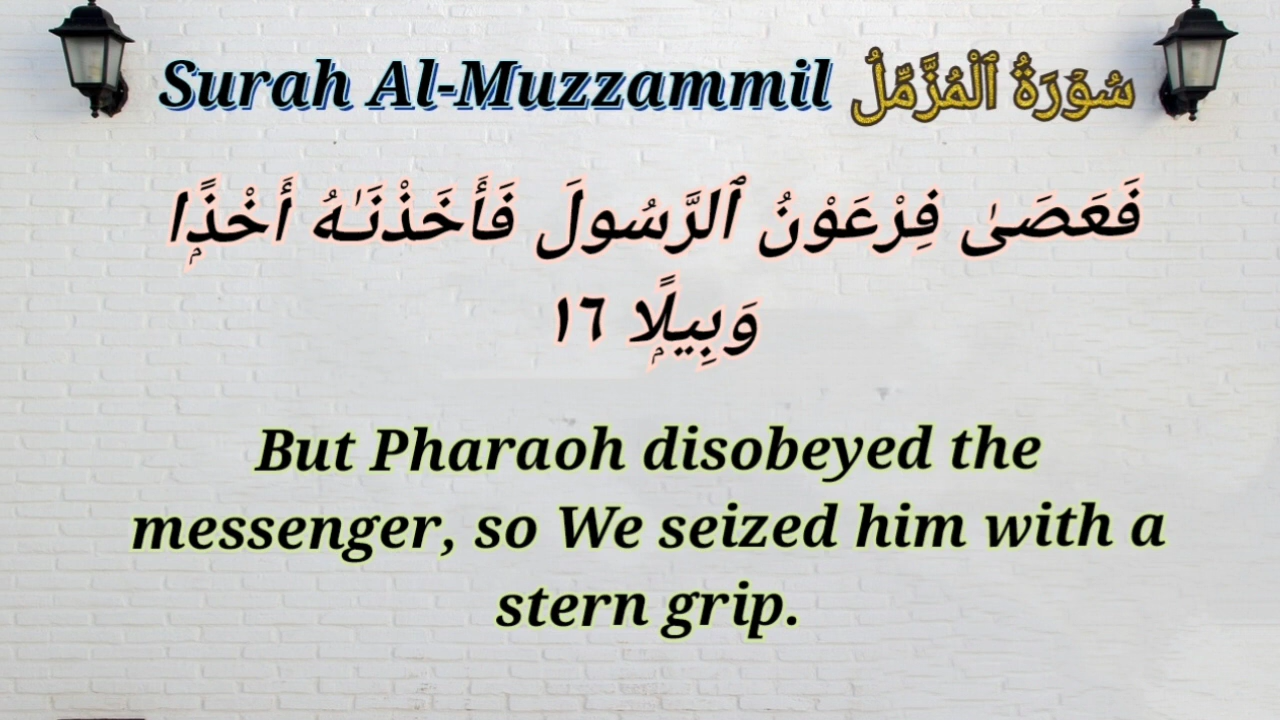 Surah Al-Muzzammil سُوۡرَةُ ٱلۡمُزَّمِّلُ
فَعَصَىٰ فِرْعَوْنُ ٱلرَّسُولَ فَأَخَذْنَـٰهُ أَخْذًۭا
وَبِيلًۭا ١٦
But Pharaoh disobeyed the
messenger, so We seized him with a
stern grip.